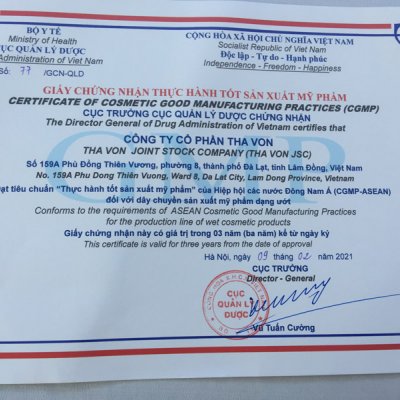 BỘ Y TẾ
Ministry of Health
CỤC QUẢN LÝ DƯỢC
Administration of Vietnam
Số: 77 /GCN-QLD
CỘNG HÒA XÃ HỘI CHỦ NGHĨA VIỆT NAM
Socialist Republic of Viet Nam
Độc lập - Tự do - Hạnh phúc
Independence - Freedom - Happiness
GIẤY CHỨNG NHẬN THỰC HÀNH TỐT SẢN XUẤT MỸ PHẨM
CERTIFICATE OF COSMETIC GOOD MANUFACTURING PRACTICES (CGMP)
CỤC TRƯỞNG CỤC QUẢN LÝ DƯỢC CHỨNG NHẬN
The Director General of Drug Administration of Vietnam certifies that
CÔNG TY CỔ PHẦN THA VON
THA VON JOINT STOCK COMPANY (THA VON JSC)
Số 159A Phù Đổng Thiên Vương, phường 8, thành phố Đà Lạt, tỉnh Lâm Đồng, Việt Nam
No. 159A Phu Dong Thien Vuong, Ward 8, Da Lat City, Lam Dong Province, Vietnam
Đạt tiêu chuẩn "Thực hành tốt sản xuất mỹ phẩm" của Hiệp hội các nước Đông Nam Á (CGMP-ASEAN)
đối với dây chuyền sản xuất mỹ phẩm dạng ướt
Conforms to the requirements of ASEAN Cosmetic Good Manufacturing Practices
for the production line of wet cosmetic products
Giấy chứng nhận này có giá trị trong 03 năm (ba năm) kể từ ngày ký
This certificate is valid for three years from the date of approval
Hà Nội, ngày 09 tháng 02 năm 2021
CỤC TRƯỞNG
Director - General
CỤC
QUẢN LÝ
DƯỢC
Vũ Tuấn Cường